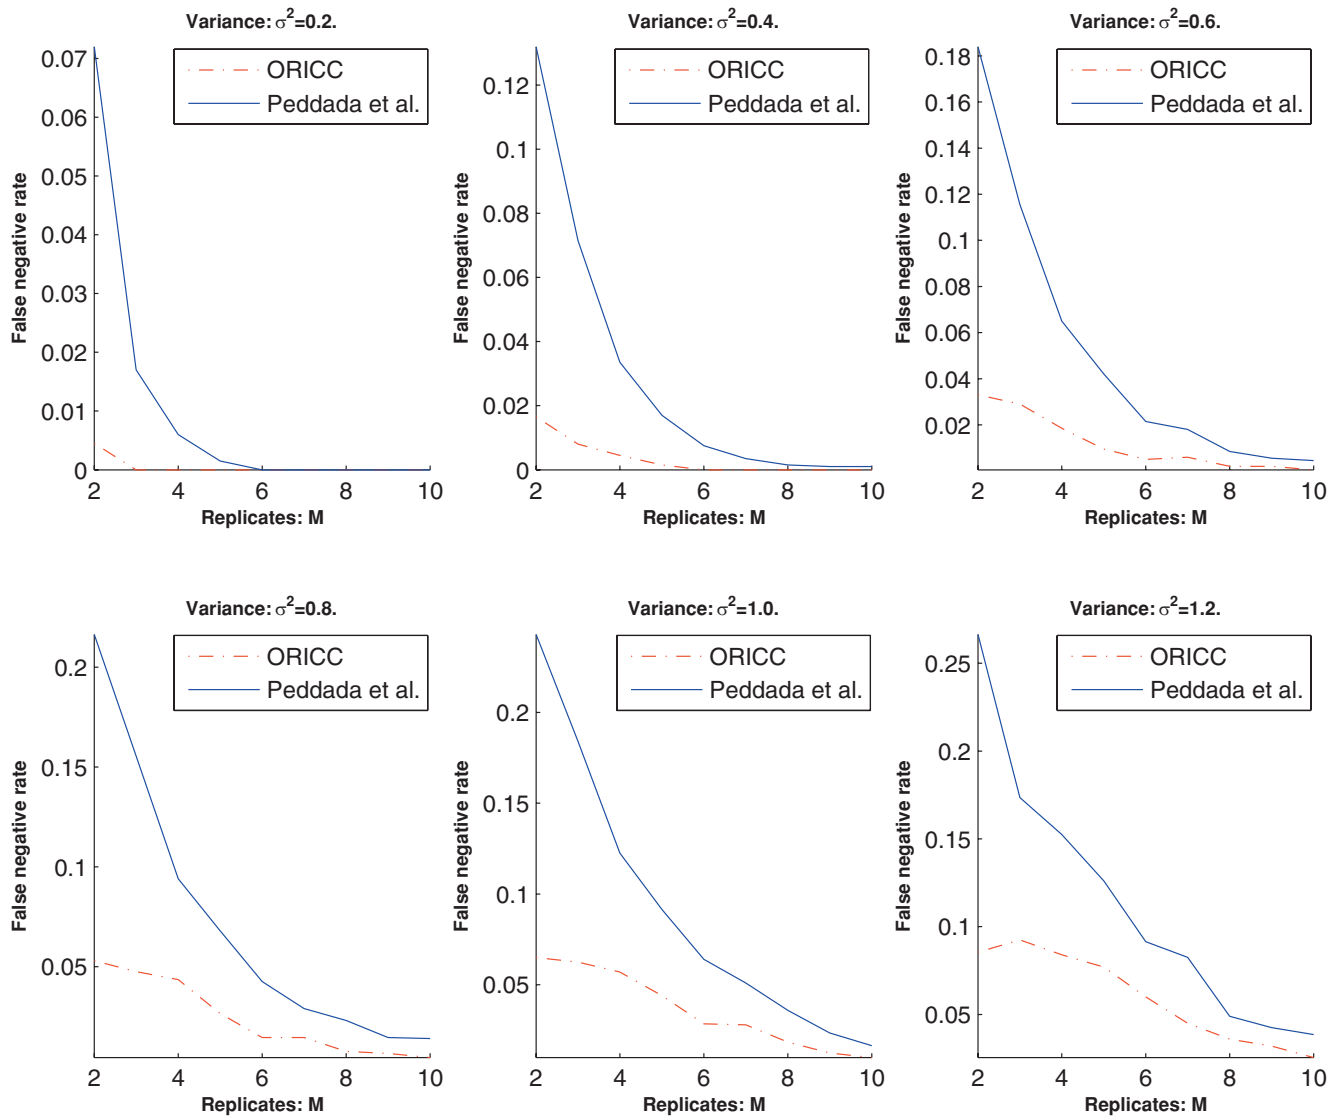 Variance: σ²=0.2.
ORICC
Peddada et al.
0.07
0.06
0.05
0.04
0.03
0.02
0.01
0
False negative rate
2 4 6 8 10
Replicates: M
Variance: σ²=0.4.
ORICC
Peddada et al.
0.12
0.1
0.08
0.06
0.04
0.02
0
False negative rate
2 4 6 8 10
Replicates: M
Variance: σ²=0.6.
ORICC
Peddada et al.
0.18
0.16
0.14
0.12
0.1
0.08
0.06
0.04
0.02
False negative rate
2 4 6 8 10
Replicates: M
Variance: σ²=0.8.
ORICC
Peddada et al.
0.2
0.15
0.1
0.05
False negative rate
2 4 6 8 10
Replicates: M
Variance: σ²=1.0.
ORICC
Peddada et al.
0.2
0.15
0.1
0.05
False negative rate
2 4 6 8 10
Replicates: M
Variance: σ²=1.2.
ORICC
Peddada et al.
0.25
0.2
0.15
0.1
0.05
False negative rate
2 4 6 8 10
Replicates: M